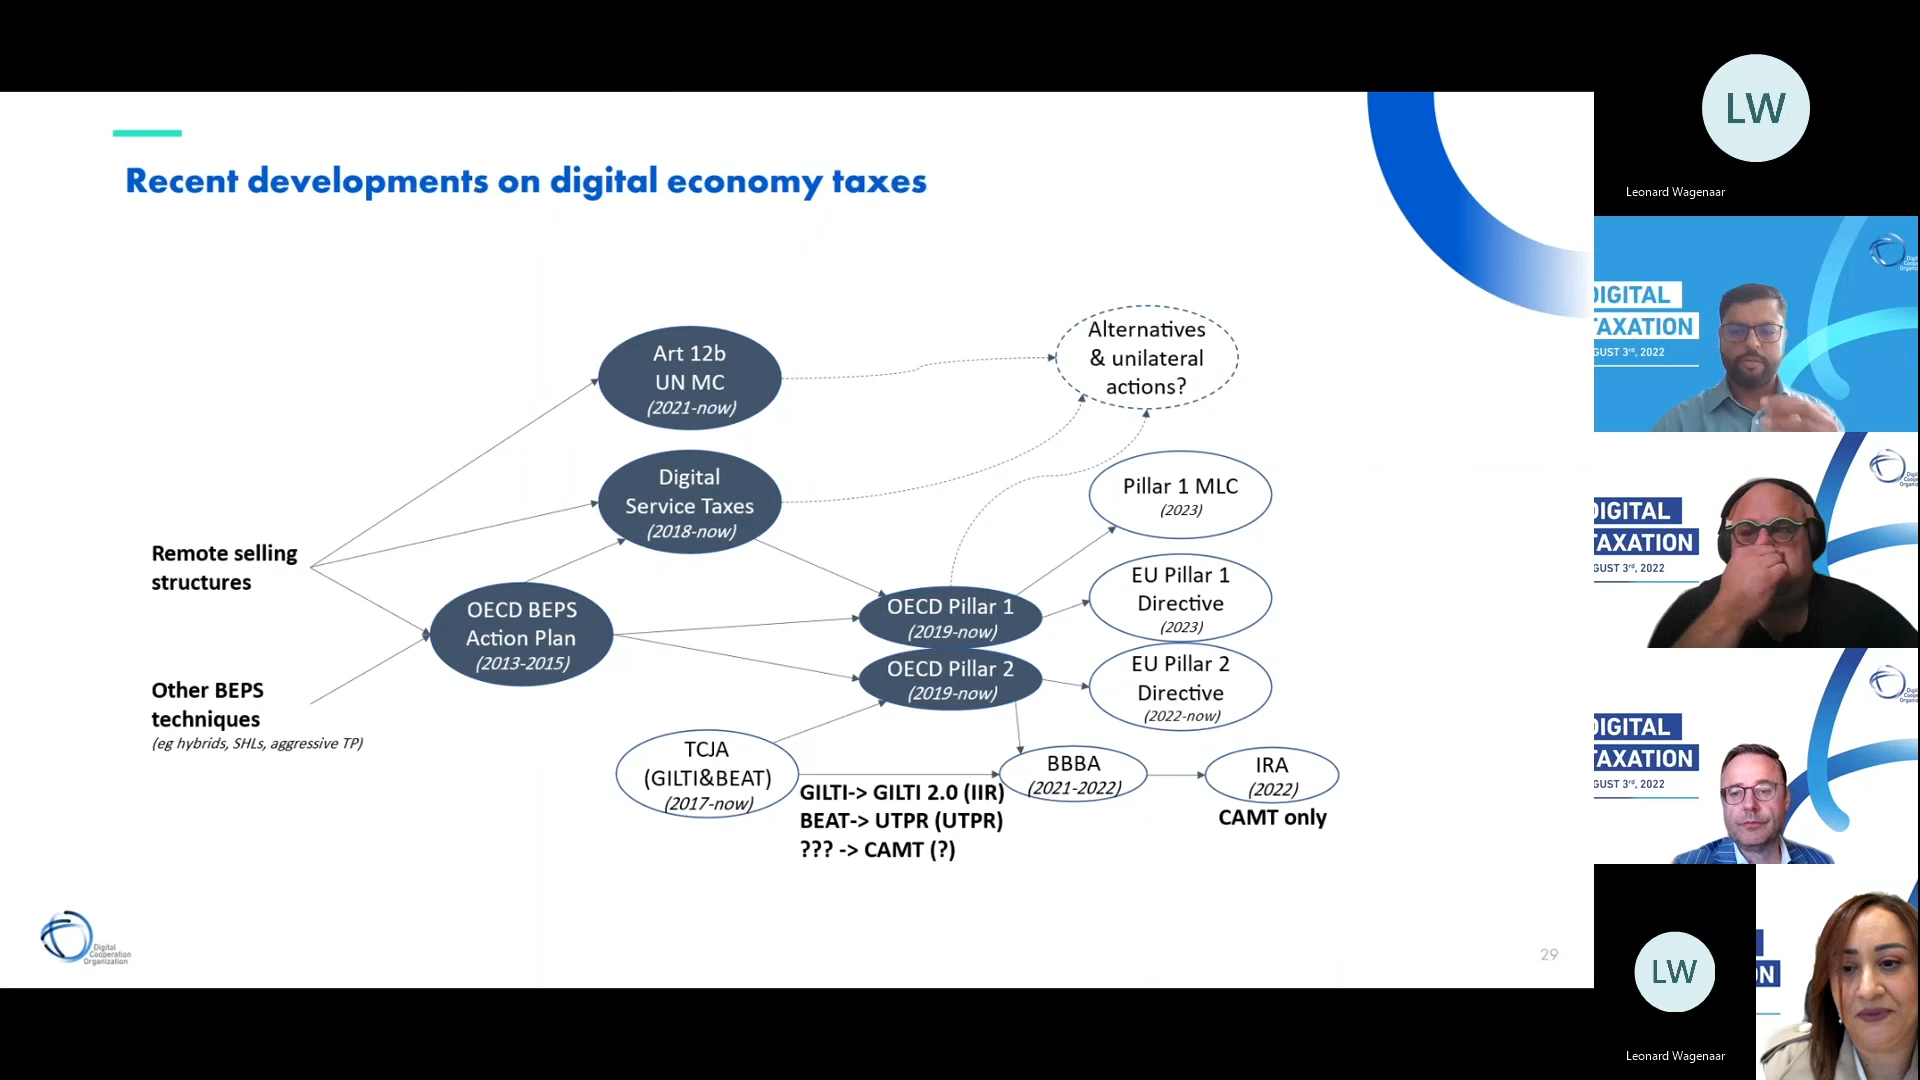 Recent developments on digital economy taxes
Art 12b
UN MC
(2021-now)
Alternatives
& unilateral
actions?
Digital
Service Taxes
(2018-now)
Pillar 1 MLC
(2023)
Remote selling
structures
OECD BEPS
Action Plan
(2013-2015)
OECD Pillar 1
(2019-now)
EU Pillar 1
Directive
(2023)
OECD Pillar 2
(2019-now)
EU Pillar 2
Directive
(2022-now)
Other BEPS
techniques
(eg hybrids, SHLs, aggressive TP)
TCJA
(GILTI&BEAT)
(2017-now)
GILTI-> GILTI 2.0 (IIR)
BEAT-> UTPR (UTPR)
??? -> CAMT (?)
BBBA
(2021-2022)
IRA
(2022)
CAMT only
Digital
Cooperation
Organization
29
LW
Leonard Wagenaar
DIGITAL
TAXATION
GUST 3rd, 2022
DIGITAL
TAXATION
GUST 3rd, 2022
DIGITAL
TAXATION
GUST 3rd, 2022
LW
N
Leonard Wagenaar